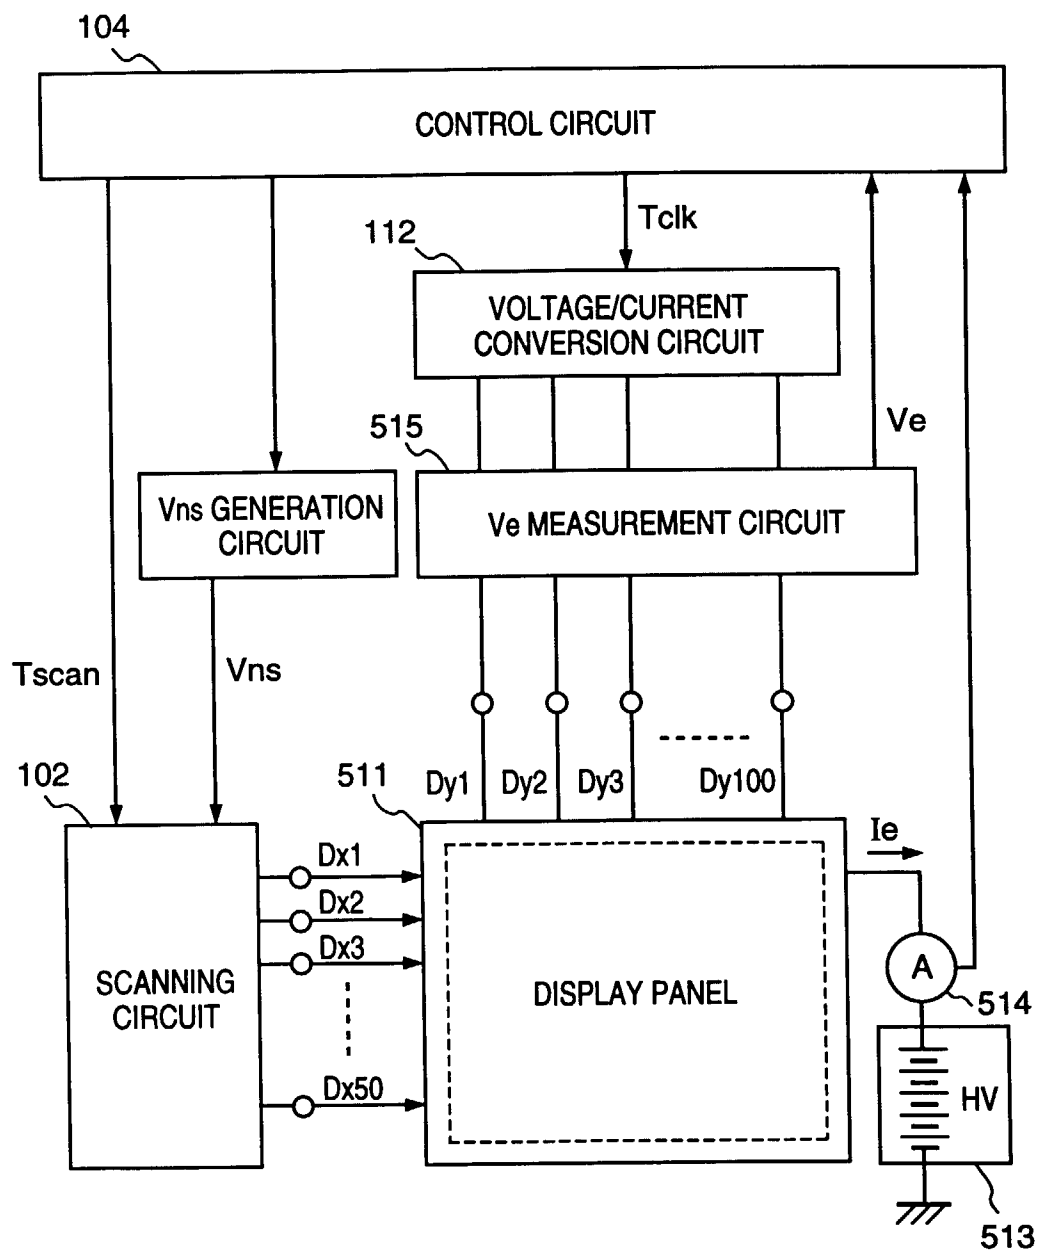 104
CONTROL CIRCUIT
Tclk
112
VOLTAGE/CURRENT
CONVERSION CIRCUIT
515
Ve
Vns GENERATION
CIRCUIT
Ve MEASUREMENT CIRCUIT
Tscan
Vns
102
511
Dy1
Dy2
Dy3
Dy100
Ie
Dx1
Dx2
Dx3
Dx50
SCANNING
CIRCUIT
DISPLAY PANEL
A
514
HV
513